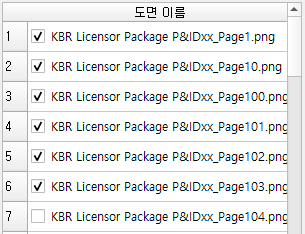 도면 이름
1 KBR Licensor Package P&IDxx_Page1.png
2 KBR Licensor Package P&IDxx_Page10.png
3 KBR Licensor Package P&IDxx_Page100.png
4 KBR Licensor Package P&IDxx_Page101.png
5 KBR Licensor Package P&IDxx_Page102.png
6 KBR Licensor Package P&IDxx_Page103.png
7 KBR Licensor Package P&IDxx_Page104.png